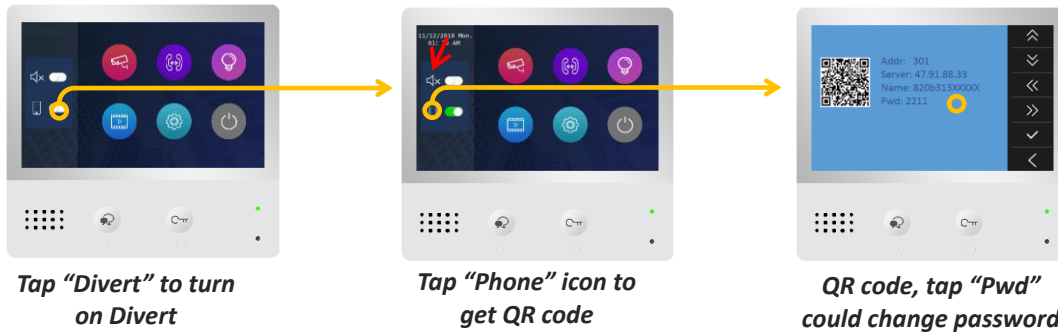 11/12/2018 Mon.
AM
Addr: 301
Server: 47.91.88.33
Name: 820b313XXXXX
Pwd: 2211
Tap “Divert” to turn
on Divert
Tap “Phone” icon to
get QR code
QR code, tap “Pwd”
could change password